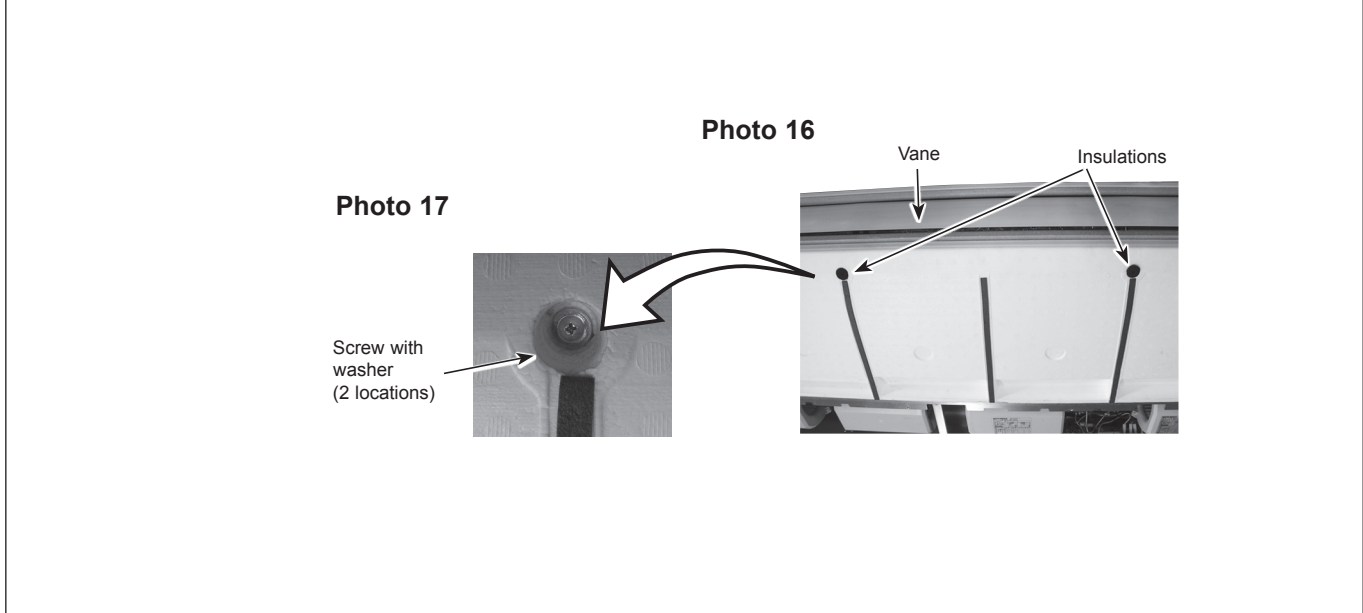 Photo 16
Vane
Insulations
Photo 17
Screw with
washer
(2 locations)